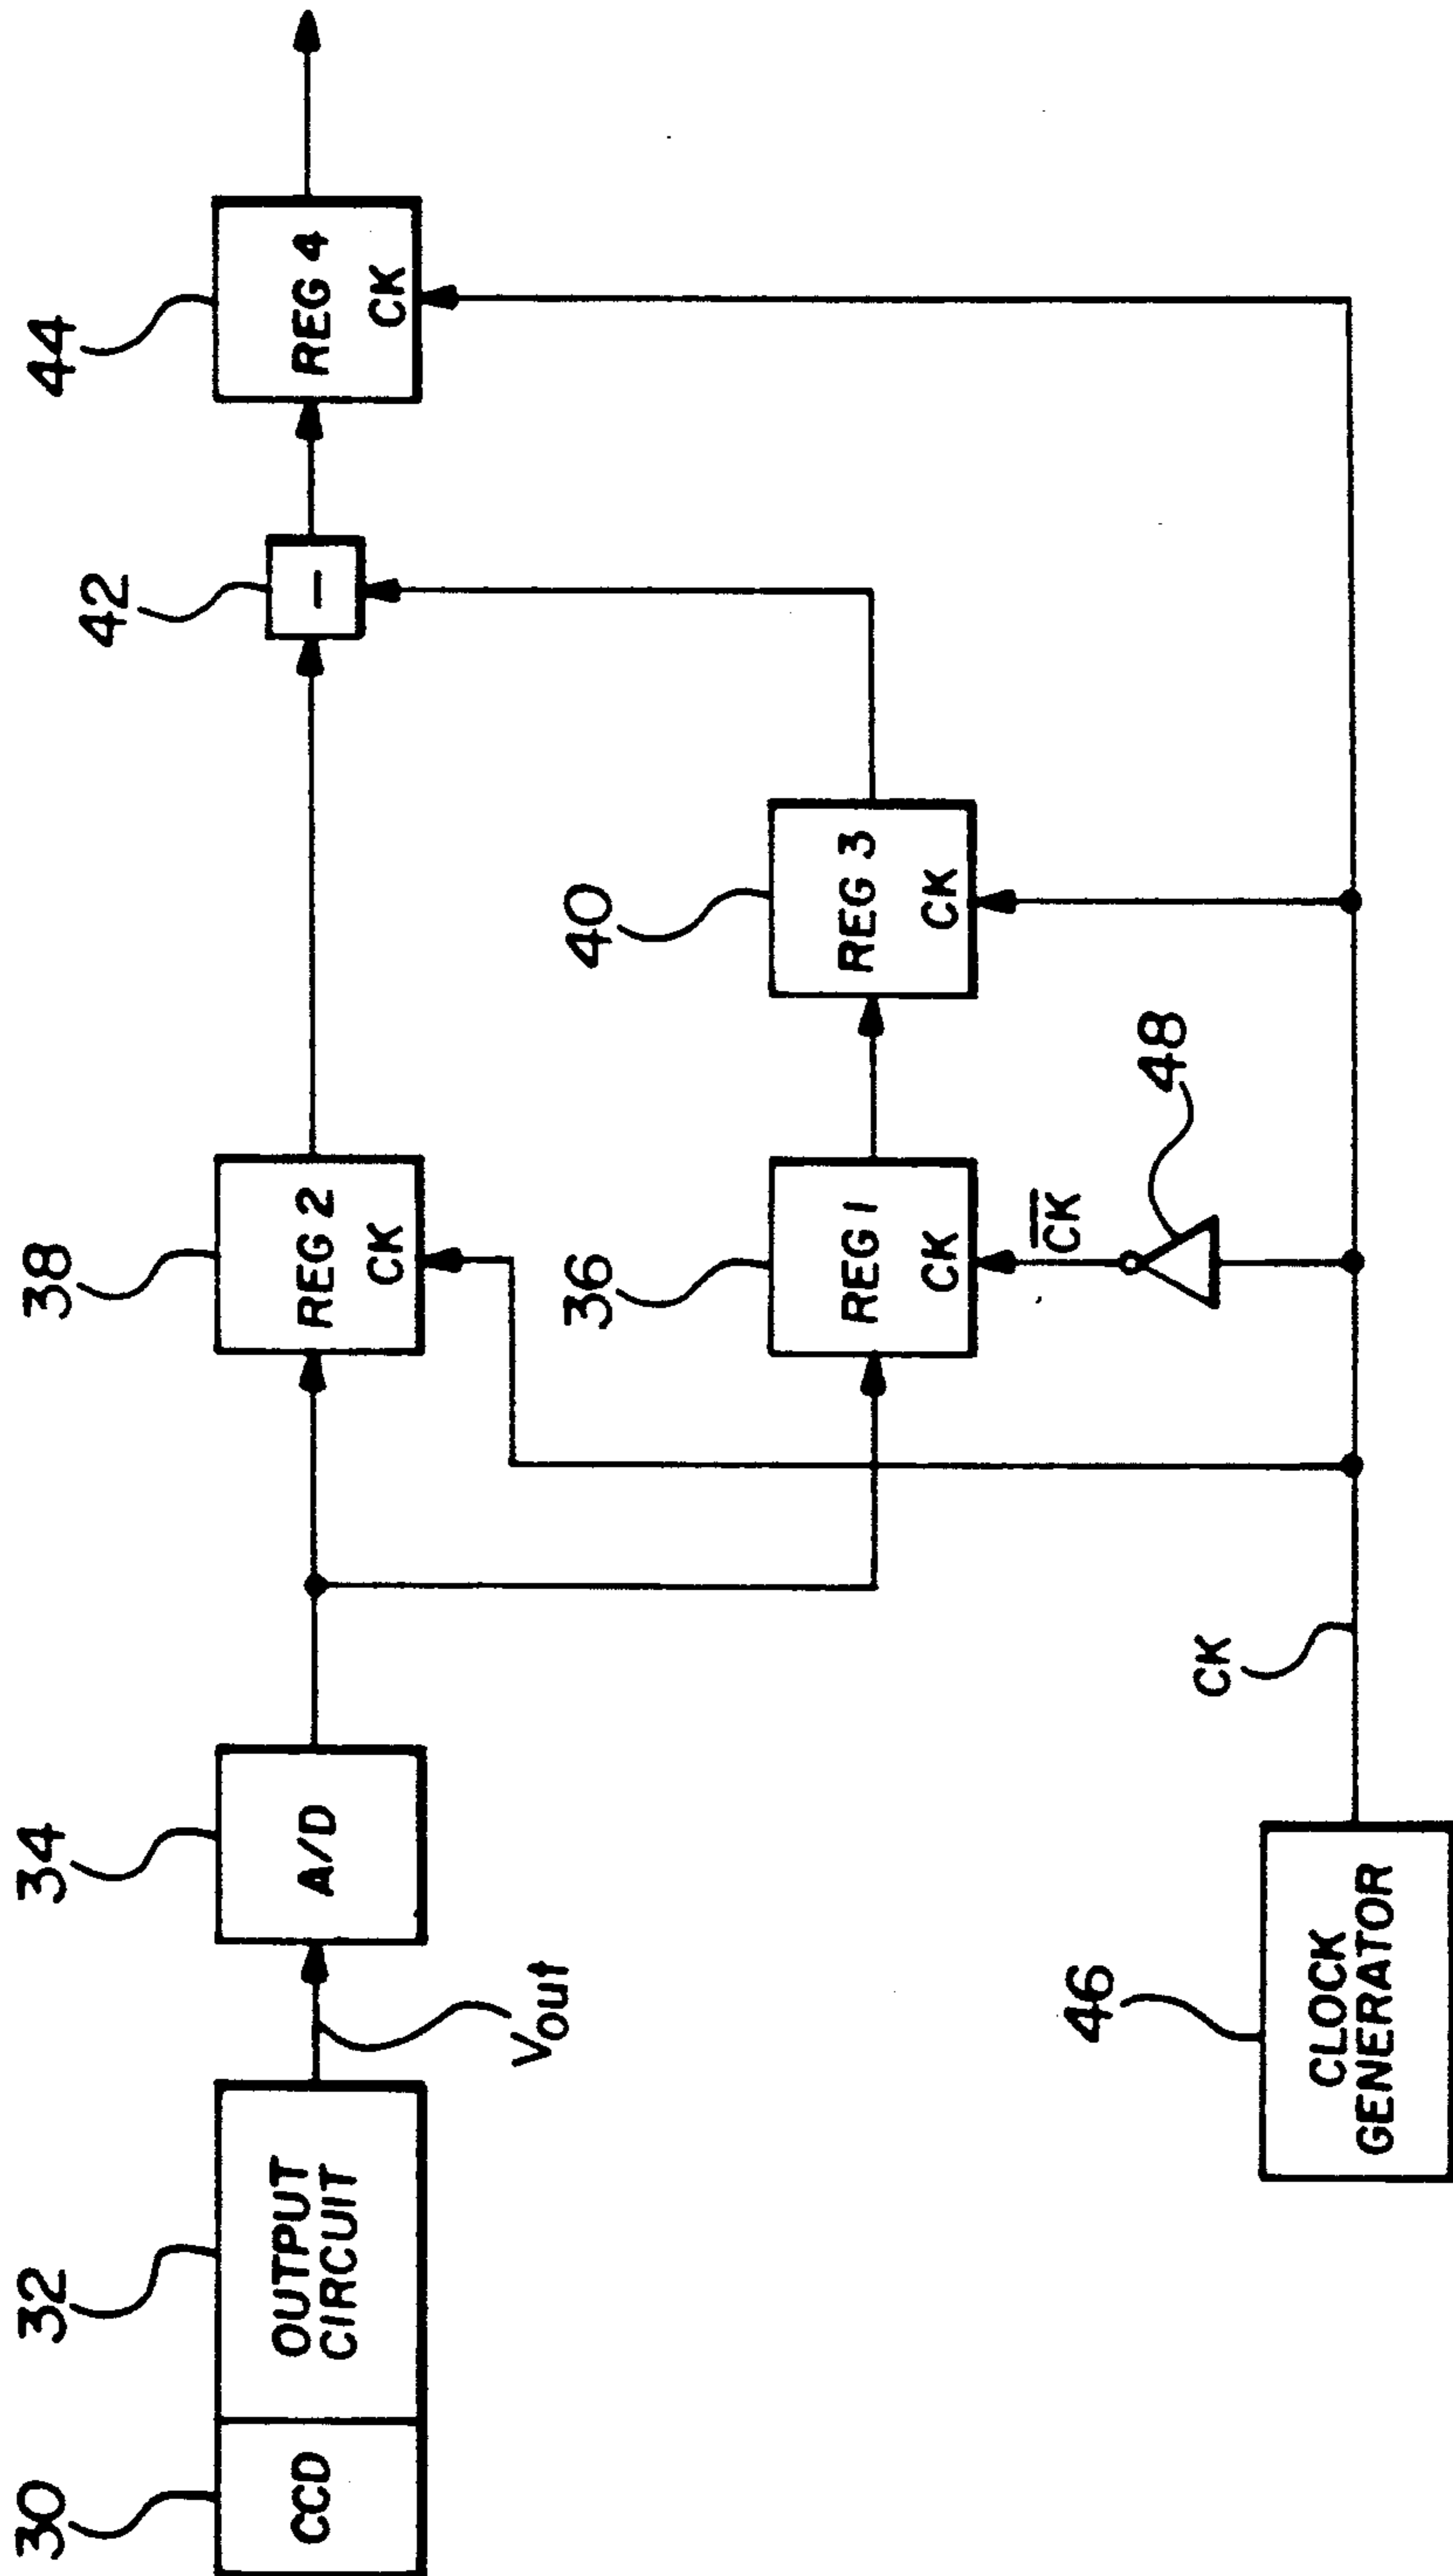 30
CCD
32
OUTPUT
CIRCUIT
Vout
34
A/D
38
REG 2
CK
36
REG 1
CK
C̅K̅
48
40
REG 3
CK
42
–
44
REG 4
CK
46
CLOCK
GENERATOR
CK